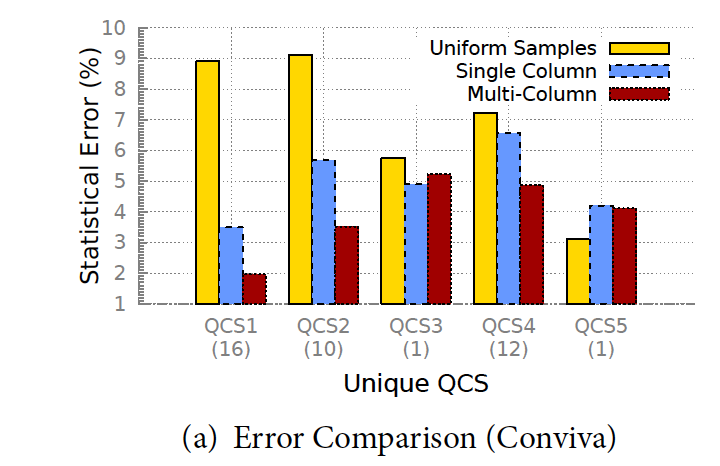 10
9
8
7
6
5
4
3
2
1
Statistical Error (%)
Uniform Samples
Single Column
Multi-Column
QCS1 QCS2 QCS3 QCS4 QCS5
(16) (10) (1) (12) (1)
Unique QCS
(a) Error Comparison (Conviva)